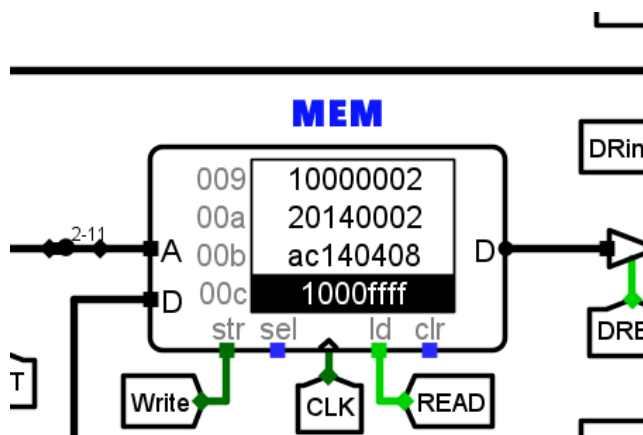 MEM
DRin
009 10000002
00a 20140002
2-11
A 00b ac140408 D
D 00c 1000ffff
str sel ld clr
DRE
T
Write CLK READ